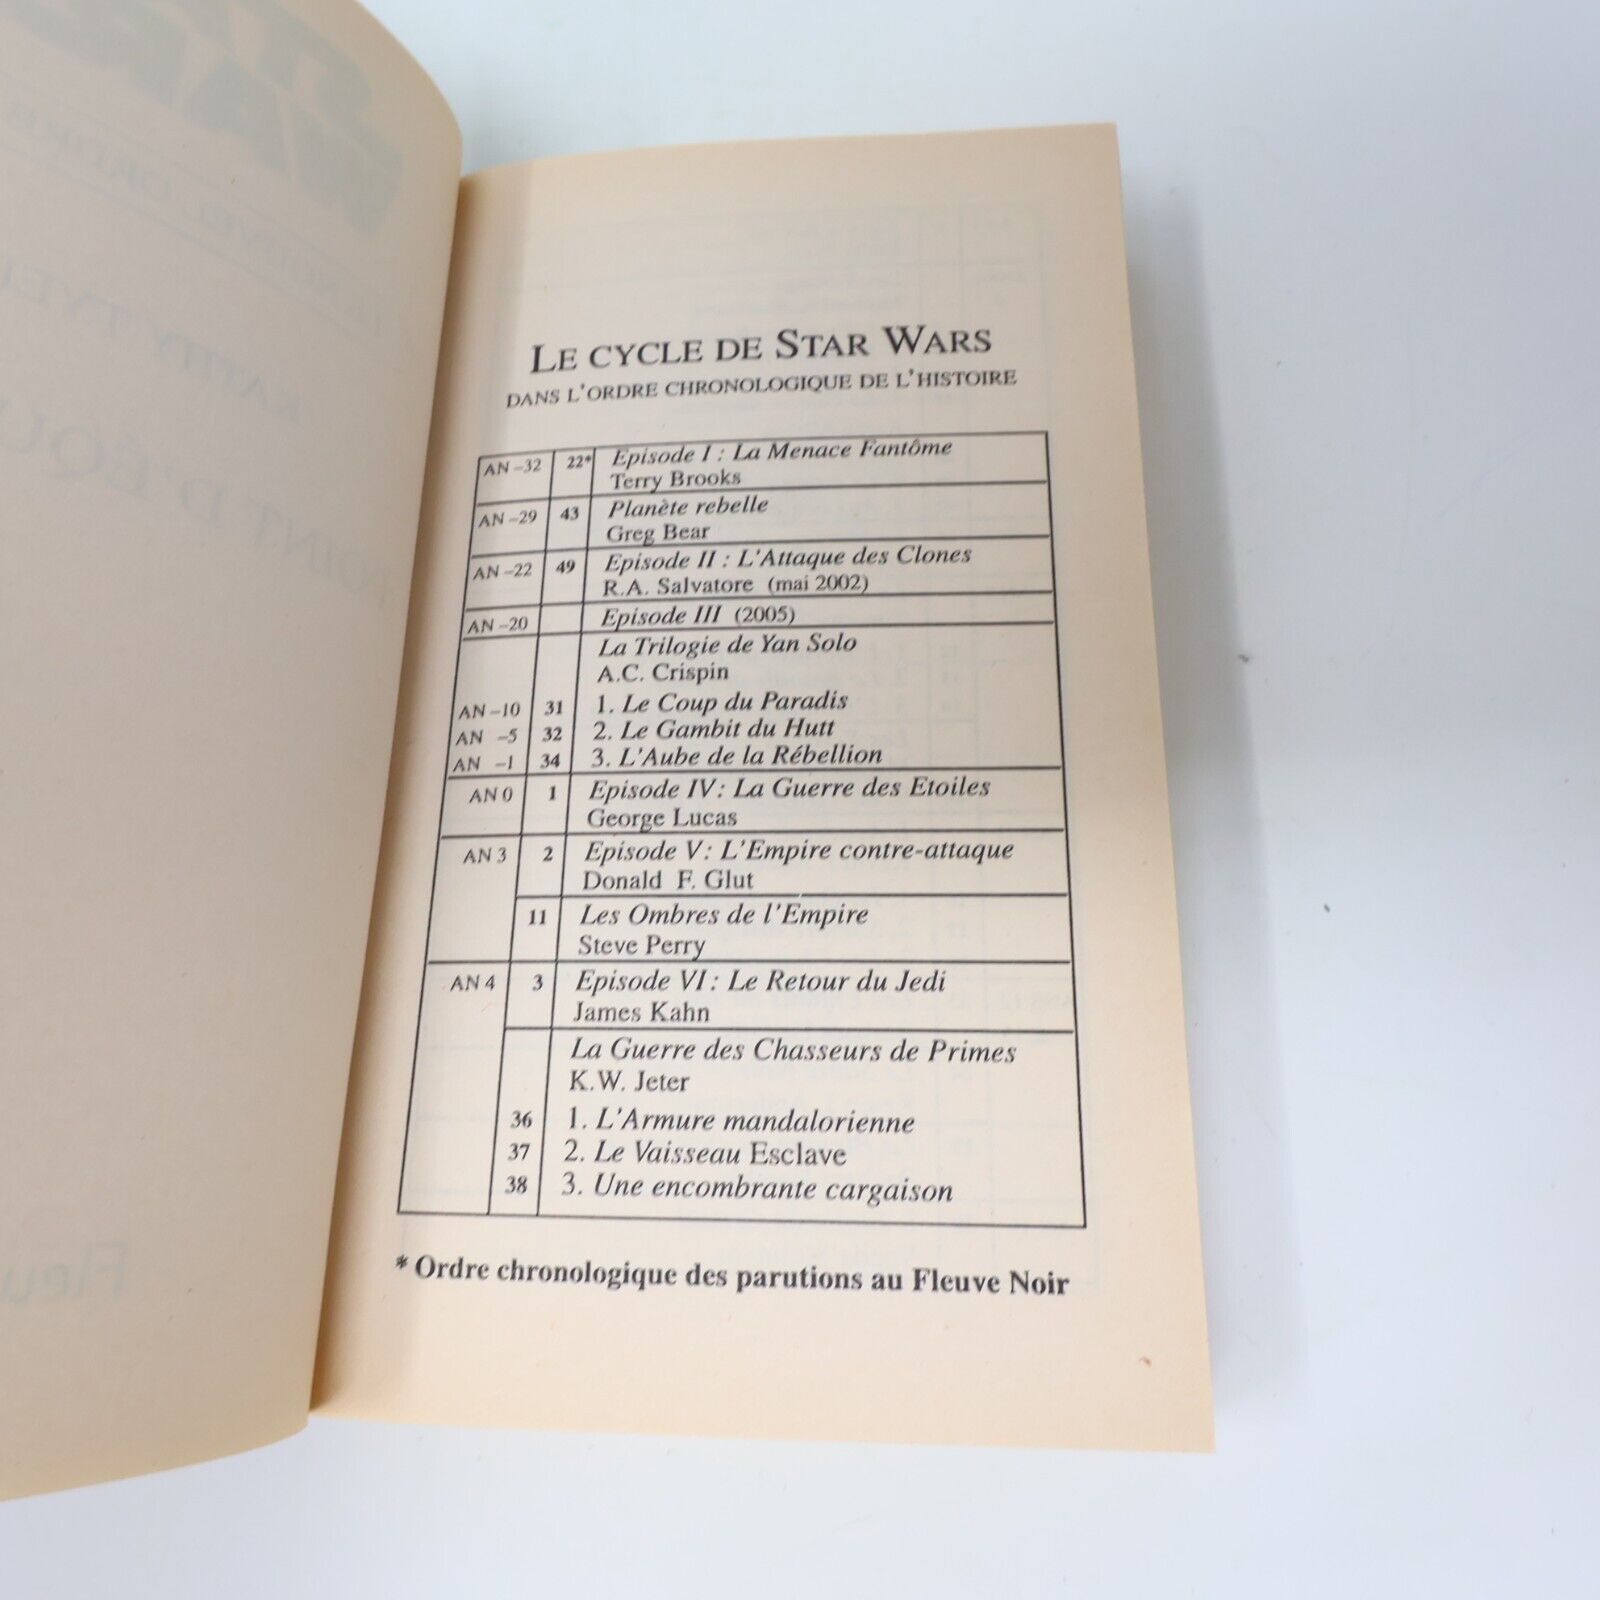 LE CYCLE DE STAR WARS
DANS L'ORDRE CHRONOLOGIQUE DE L'HISTOIRE
AN –32 22* Episode I : La Menace Fantôme
Terry Brooks
AN –29 43 Planète rebelle
Greg Bear
AN –22 49 Episode II : L'Attaque des Clones
R.A. Salvatore (mai 2002)
AN –20 Episode III (2005)
La Trilogie de Yan Solo
A.C. Crispin
AN –10 31 1. Le Coup du Paradis
AN –5 32 2. Le Gambit du Hutt
AN –1 34 3. L'Aube de la Rébellion
AN 0 1 Episode IV : La Guerre des Etoiles
George Lucas
AN 3 2 Episode V : L'Empire contre-attaque
Donald F. Glut
11 Les Ombres de l'Empire
Steve Perry
AN 4 3 Episode VI : Le Retour du Jedi
James Kahn
La Guerre des Chasseurs de Primes
K.W. Jeter
36 1. L'Armure mandalorienne
37 2. Le Vaisseau Esclave
38 3. Une encombrante cargaison
* Ordre chronologique des parutions au Fleuve Noir